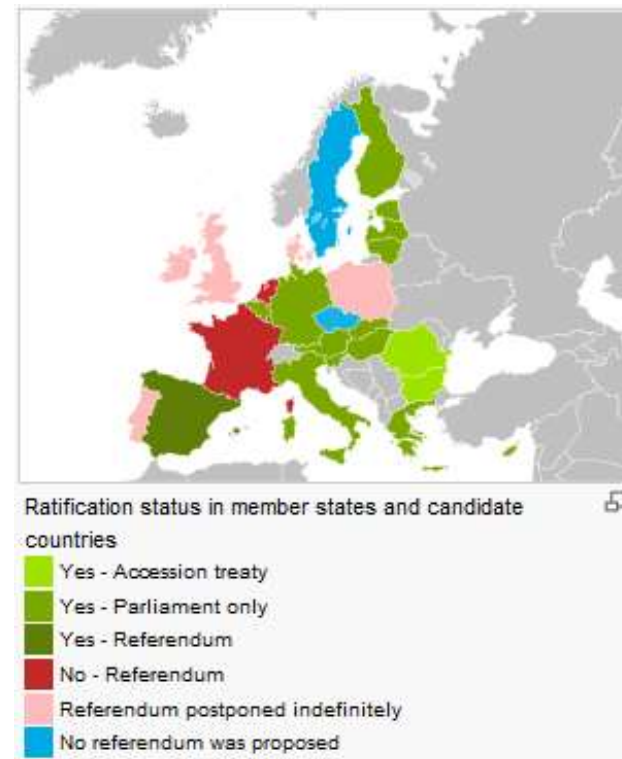 Ratification status in member states and candidate
countries
Yes - Accession treaty
Yes - Parliament only
Yes - Referendum
No - Referendum
Referendum postponed indefinitely
No referendum was proposed